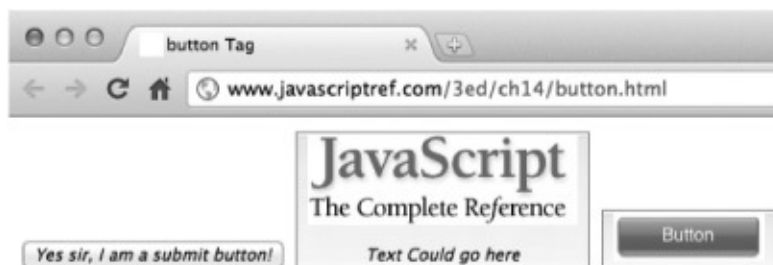 button Tag
www.javascriptref.com/3ed/ch14/button.html
JavaScript
The Complete Reference
Yes sir, I am a submit button!
Text Could go here
Button